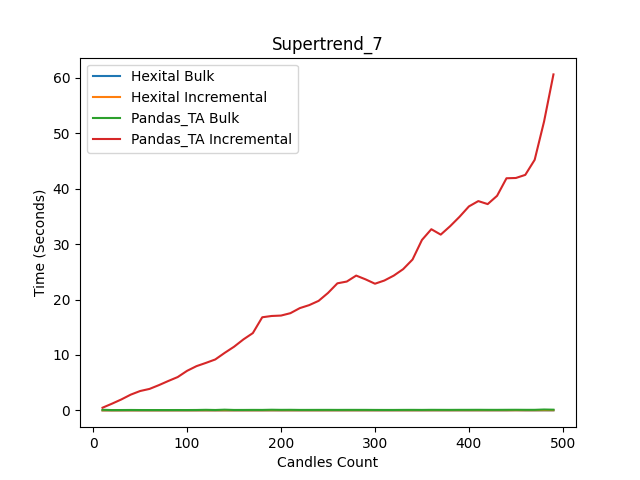 Supertrend_7
Hexital Bulk
Hexital Incremental
Pandas_TA Bulk
Pandas_TA Incremental
60
50
40
30
20
10
0
Time (Seconds)
0 100 200 300 400 500
Candles Count